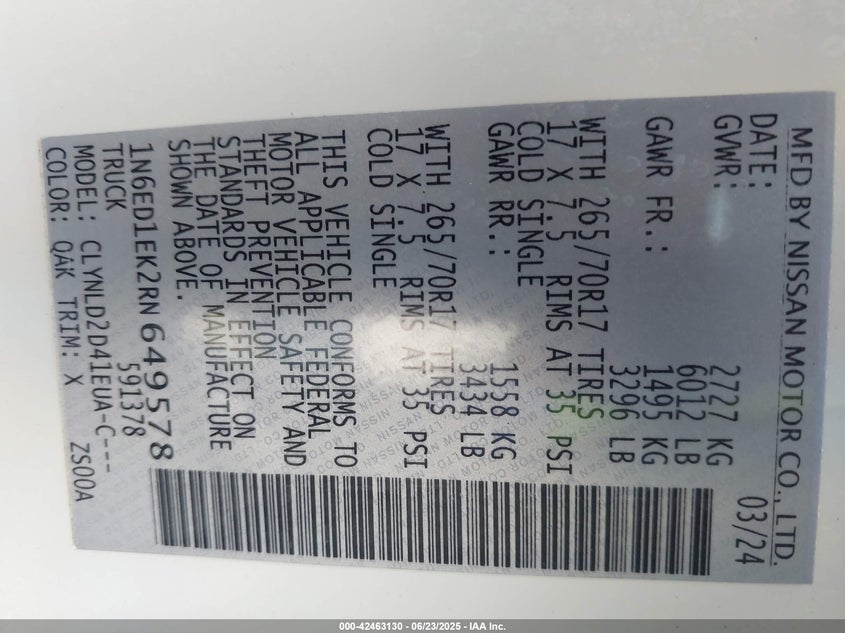 MFD BY NISSAN MOTOR CO., LTD.
DATE: 03/24
GVWR: 2727 KG
6012 LB
GAWR FR.: 1495 KG
3296 LB
WITH 265/70R17 TIRES
17 X 7.5 RIMS AT 35 PSI
COLD SINGLE
GAWR RR.: 1558 KG
3434 LB
WITH 265/70R17 TIRES
17 X 7.5 RIMS AT 35 PSI
COLD SINGLE
THIS VEHICLE CONFORMS TO
ALL APPLICABLE FEDERAL
MOTOR VEHICLE SAFETY AND
THEFT PREVENTION
STANDARDS IN EFFECT ON
THE DATE OF MANUFACTURE
SHOWN ABOVE.
1N6ED1EK2RN649578
TRUCK 591378
MODEL: CLYNLD2D41EUA-C---
COLOR: QAK TRIM: X ZS00A
000-42463130 - 06/23/2025 - IAA Inc.